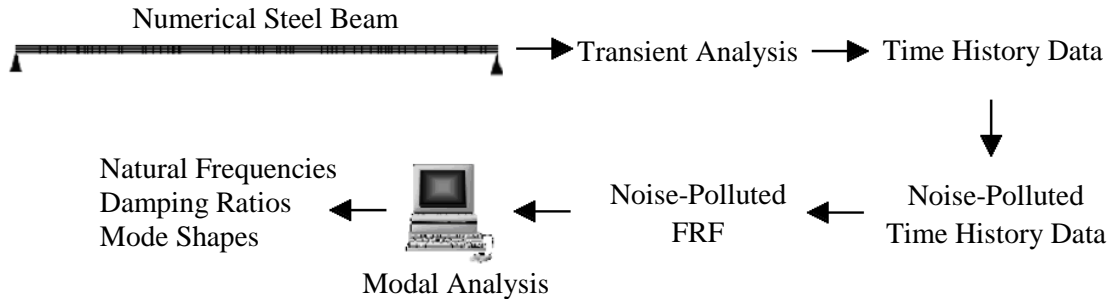 Numerical Steel Beam
Transient Analysis
Time History Data
Noise-Polluted
Time History Data
Noise-Polluted
FRF
Modal Analysis
Natural Frequencies
Damping Ratios
Mode Shapes